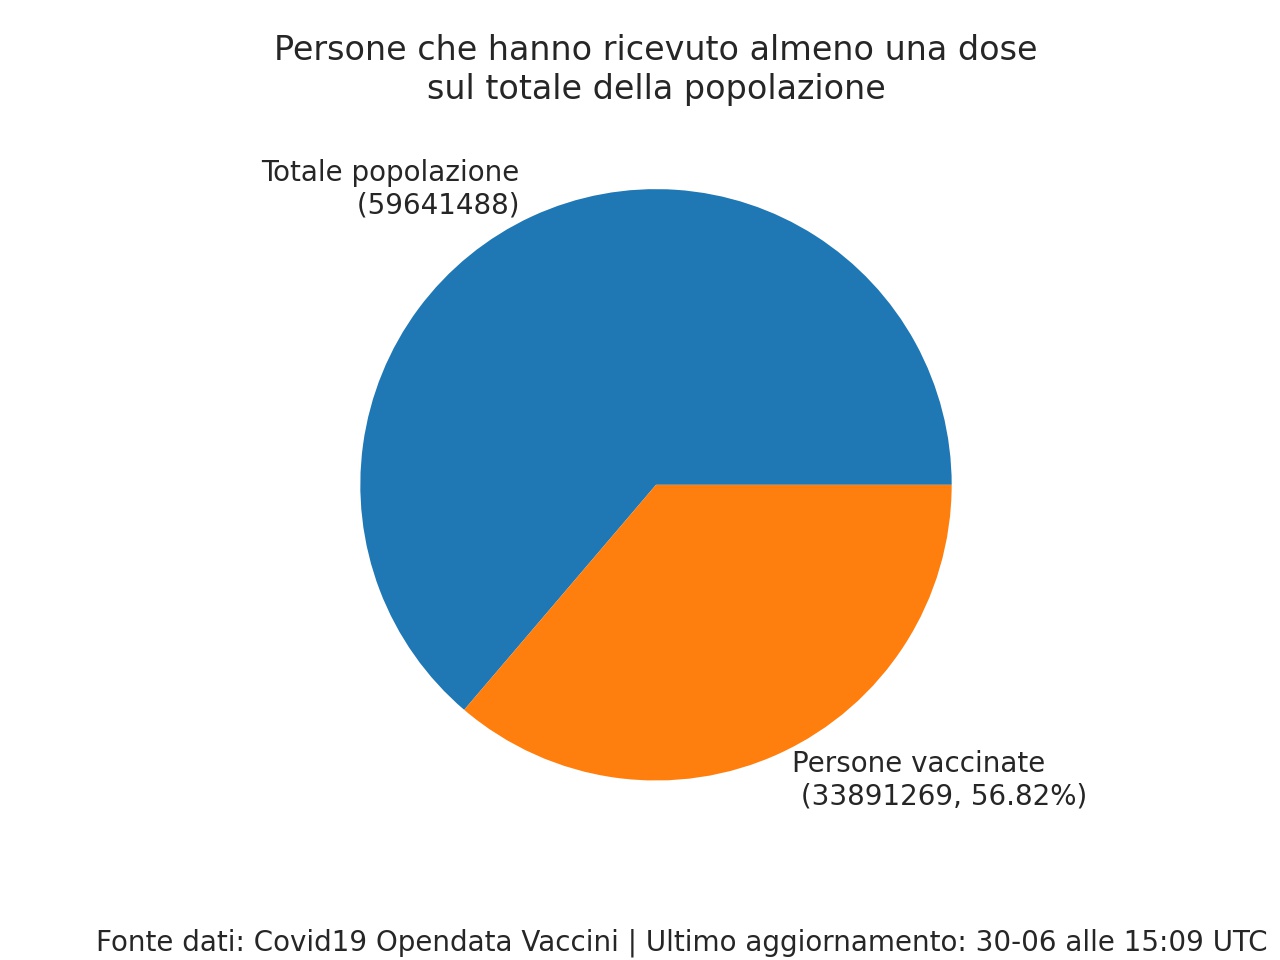 Persone che hanno ricevuto almeno una dose
sul totale della popolazione
Totale popolazione
(59641488)
Persone vaccinate
(33891269, 56.82%)
Fonte dati: Covid19 Opendata Vaccini | Ultimo aggiornamento: 30-06 alle 15:09 UTC